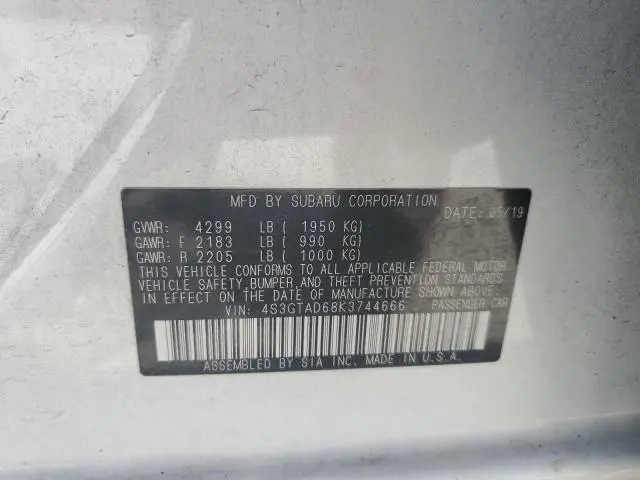 MFD BY SUBARU CORPORATION
DATE: 05/19
GVWR: 4299 LB ( 1950 KG)
GAWR: F 2183 LB ( 990 KG)
GAWR: R 2205 LB ( 1000 KG)
THIS VEHICLE CONFORMS TO ALL APPLICABLE FEDERAL MOTOR
VEHICLE SAFETY,BUMPER,AND THEFT PREVENTION STANDARDS
IN EFFECT ON THE DATE OF MANUFACTURE SHOWN ABOVE.
VIN: 4S3GTAD68K3744666 PASSENGER CAR
ASSEMBLED BY SIA INC. MADE IN U.S.A.